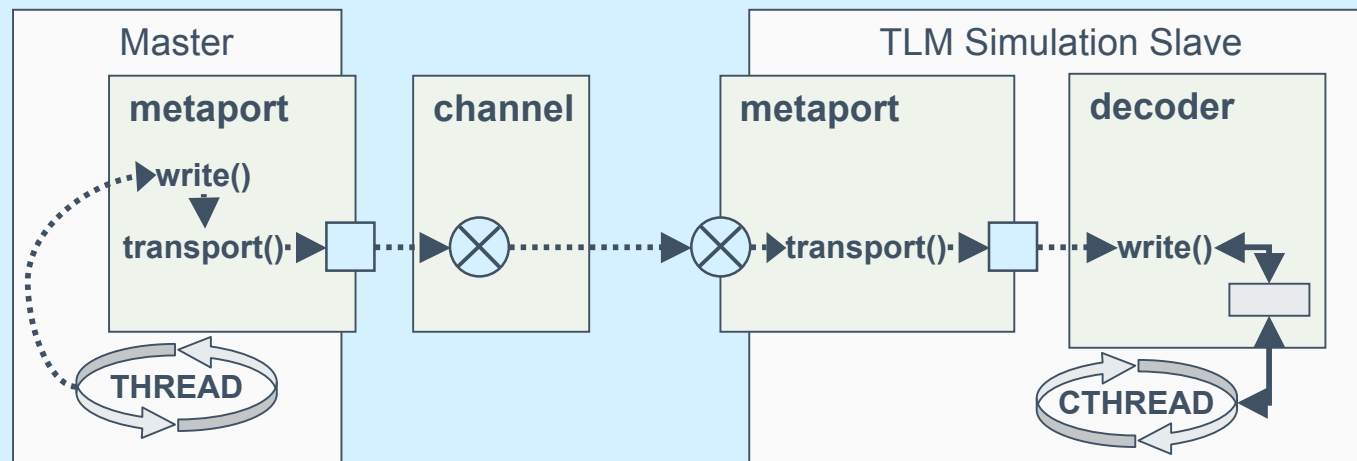 Master
TLM Simulation Slave
metaport
channel
metaport
decoder
write()
transport()
transport()
write()
THREAD
CTHREAD